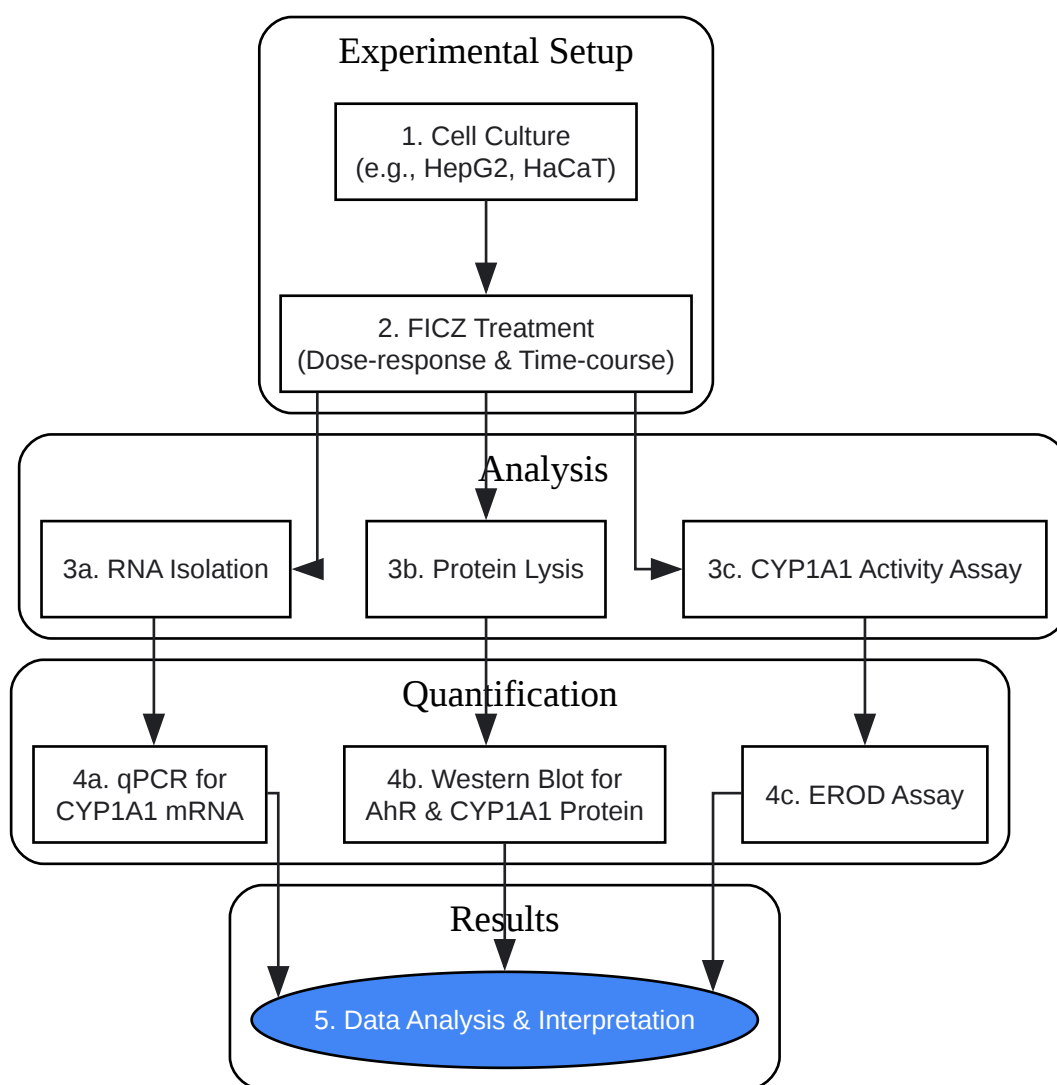 Experimental Setup
1. Cell Culture
(e.g., HepG2, HaCaT)
2. FICZ Treatment
(Dose-response & Time-course)
Analysis
3a. RNA Isolation
3b. Protein Lysis
3c. CYP1A1 Activity Assay
Quantification
4a. qPCR for
CYP1A1 mRNA
4b. Western Blot for
AhR & CYP1A1 Protein
4c. EROD Assay
Results
5. Data Analysis & Interpretation